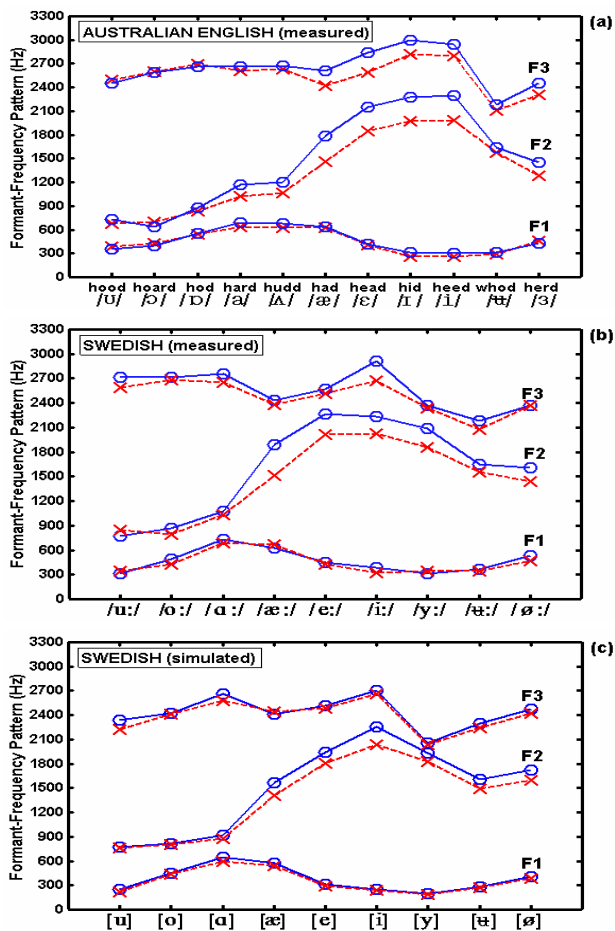 (a)
AUSTRALIAN ENGLISH (measured)
Formant-Frequency Pattern (Hz)
3300
3000
2700
2400
2100
1800
1500
1200
900
600
300
0
F3
F2
F1
hood hoard hod hard hudd had head hid heed whod herd
/ʊ/ /ɔ/ /ɒ/ /a/ /ʌ/ /æ/ /ɛ/ /ɪ/ /i/ /ʉ/ /ɜ/
(b)
SWEDISH (measured)
Formant-Frequency Pattern (Hz)
3300
3000
2700
2400
2100
1800
1500
1200
900
600
300
0
F3
F2
F1
/u:/ /o:/ /ɑ:/ /æ:/ /e:/ /i:/ /y:/ /ʉ:/ /ø:/
(c)
SWEDISH (simulated)
Formant-Frequency Pattern (Hz)
3300
3000
2700
2400
2100
1800
1500
1200
900
600
300
0
F3
F2
F1
[u] [o] [ɑ] [æ] [e] [i] [y] [ʉ] [ø]